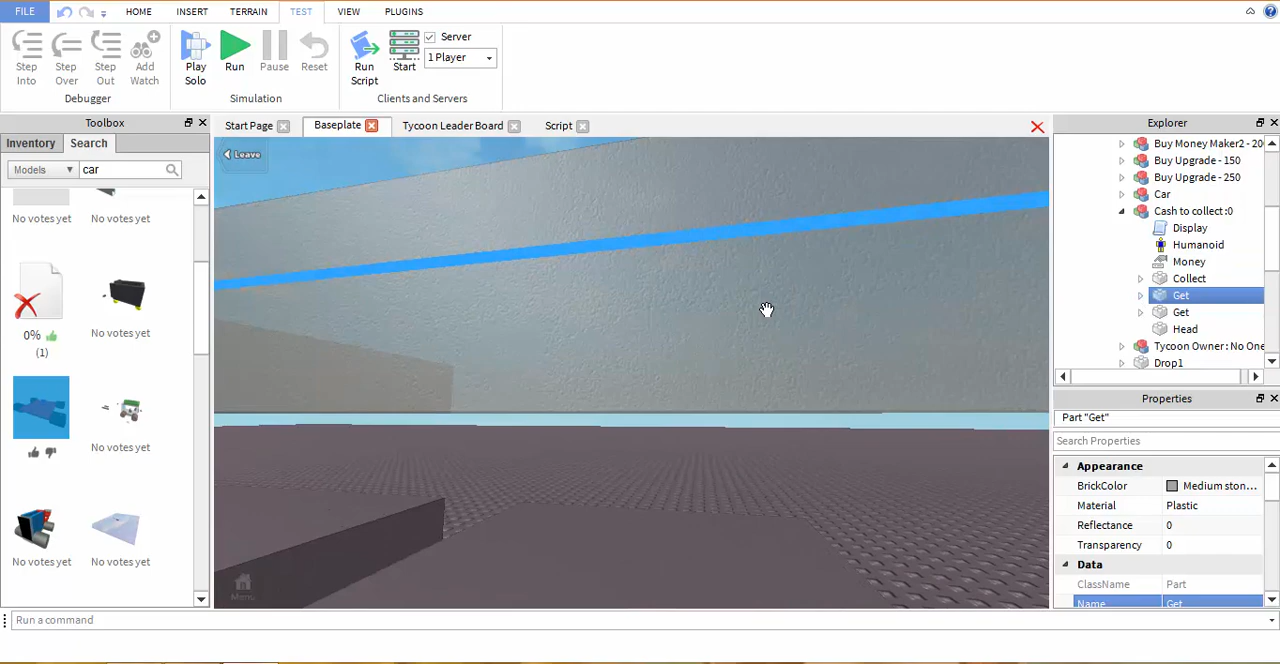 FILE HOME INSERT TERRAIN TEST VIEW PLUGINS
Step Into
Step Over
Step Out
Add Watch
Debugger
Play Solo
Run
Pause
Reset
Simulation
Run Script
Start
Server
1 Player
Clients and Servers
Toolbox
Inventory Search
Models car
No votes yet No votes yet
0%
(1)
No votes yet
No votes yet
No votes yet No votes yet
Start Page Baseplate Tycoon Leader Board Script
Leave
Menu
Explorer
Buy Money Maker2 - 20
Buy Upgrade - 150
Buy Upgrade - 250
Car
Cash to collect :0
Display
Humanoid
Money
Collect
Get
Get
Head
Tycoon Owner : No One
Drop1
Properties
Part "Get"
Search Properties
Appearance
BrickColor Medium ston...
Material Plastic
Reflectance 0
Transparency 0
Data
ClassName Part
Name Get
Run a command